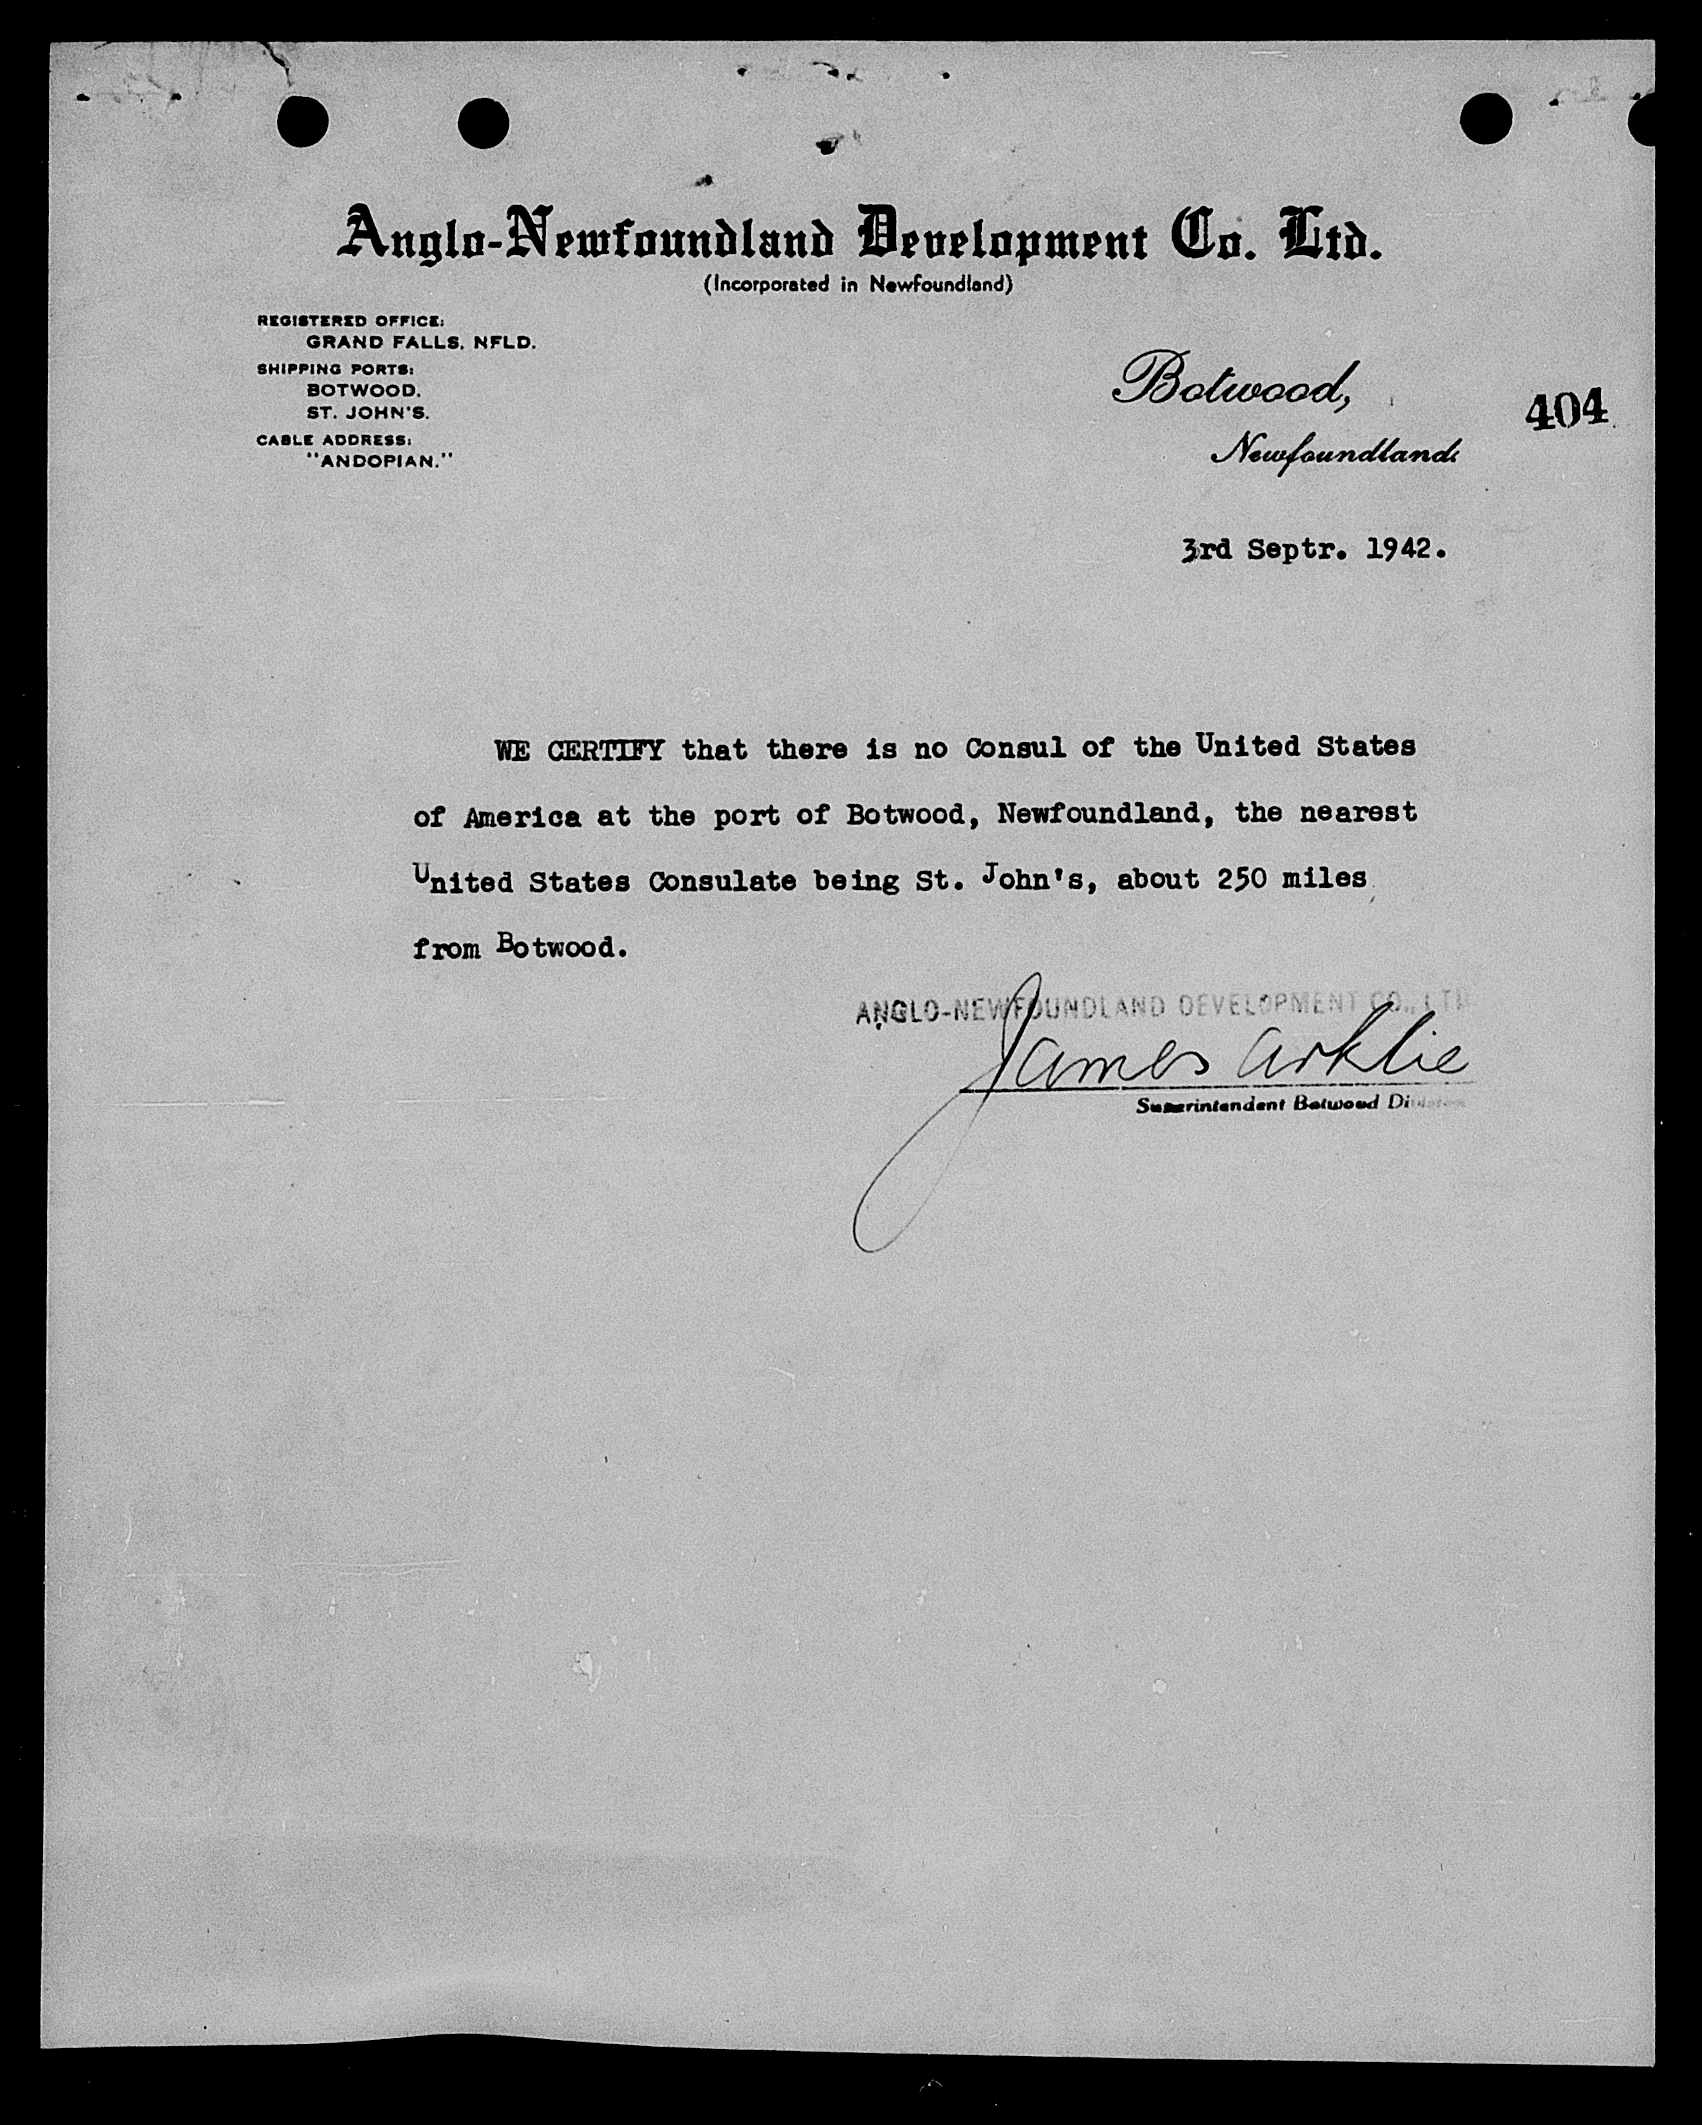 Anglo-Newfoundland Development Co. Ltd.
(Incorporated in Newfoundland)
REGISTERED OFFICE:
GRAND FALLS, NFLD.
SHIPPING PORTS:
BOTWOOD.
ST. JOHN'S.
CABLE ADDRESS:
"ANDOPIAN."
Botwood,
Newfoundland.
404
3rd Septr. 1942.
WE CERTIFY that there is no Consul of the United States
of America at the port of Botwood, Newfoundland, the nearest
United States Consulate being St. John's, about 250 miles
from Botwood.
ANGLO-NEWFOUNDLAND DEVELOPMENT CO., LTD
James Arklie
Superintendent Botwood Division